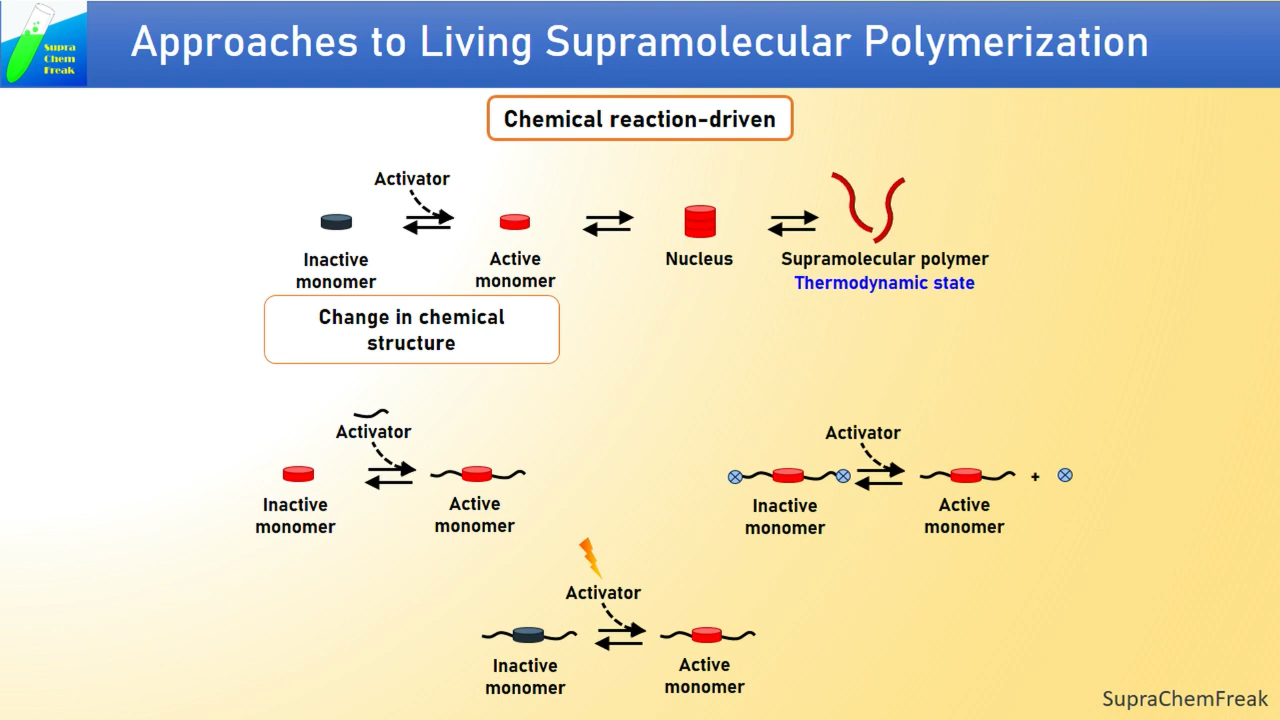 Supra
Chem
Freak
Approaches to Living Supramolecular Polymerization
Chemical reaction-driven
Activator
Inactive
monomer
Active
monomer
Nucleus
Supramolecular polymer
Thermodynamic state
Change in chemical
structure
Activator
Inactive
monomer
Active
monomer
Activator
Inactive
monomer
+
Active
monomer
Activator
Inactive
monomer
Active
monomer
SupraChemFreak